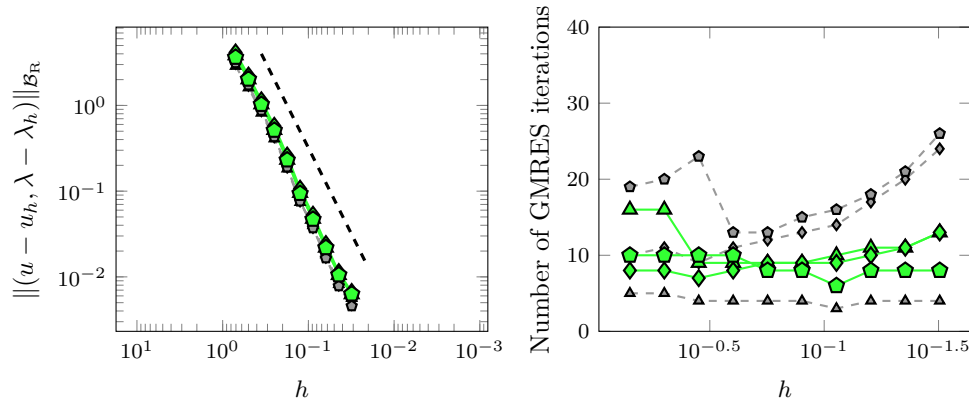 ‖(u − u_h, λ − λ_h)‖_{𝓑_R}
10^0
10^{−1}
10^{−2}
10^1 10^0 10^{−1} 10^{−2} 10^{−3}
h
Number of GMRES iterations
40
30
20
10
0
10^{−0.5} 10^{−1} 10^{−1.5}
h